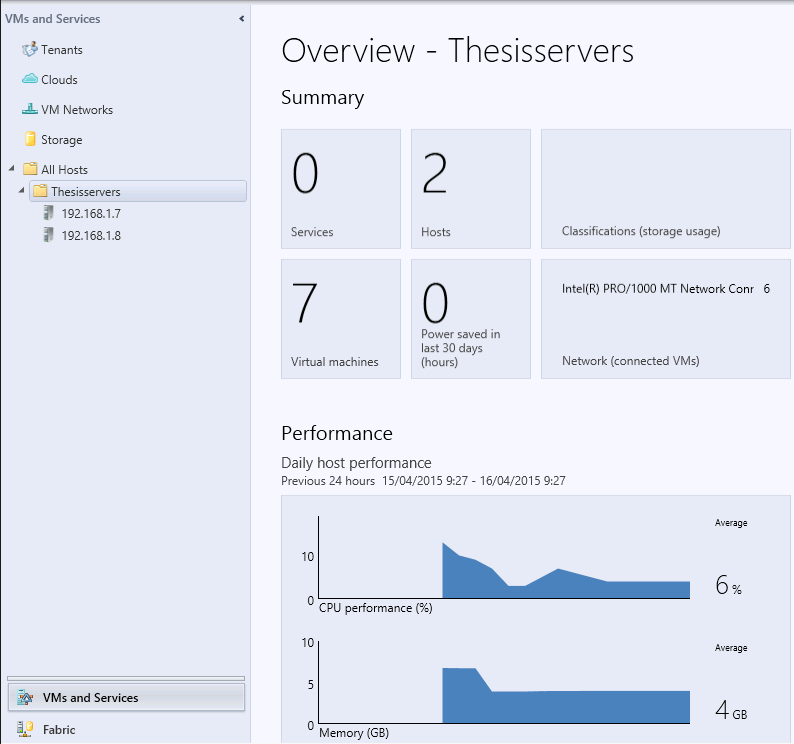 VMs and Services
Tenants
Clouds
VM Networks
Storage
All Hosts
Thesisservers
192.168.1.7
192.168.1.8
VMs and Services
Fabric
Overview - Thesisservers
Summary
0
Services
2
Hosts
Classifications (storage usage)
7
Virtual machines
0
Power saved in
last 30 days
(hours)
Intel(R) PRO/1000 MT Network Conr 6
Network (connected VMs)
Performance
Daily host performance
Previous 24 hours 15/04/2015 9:27 - 16/04/2015 9:27
Average
10
6 %
0
CPU performance (%)
10
Average
5
4 GB
0
Memory (GB)